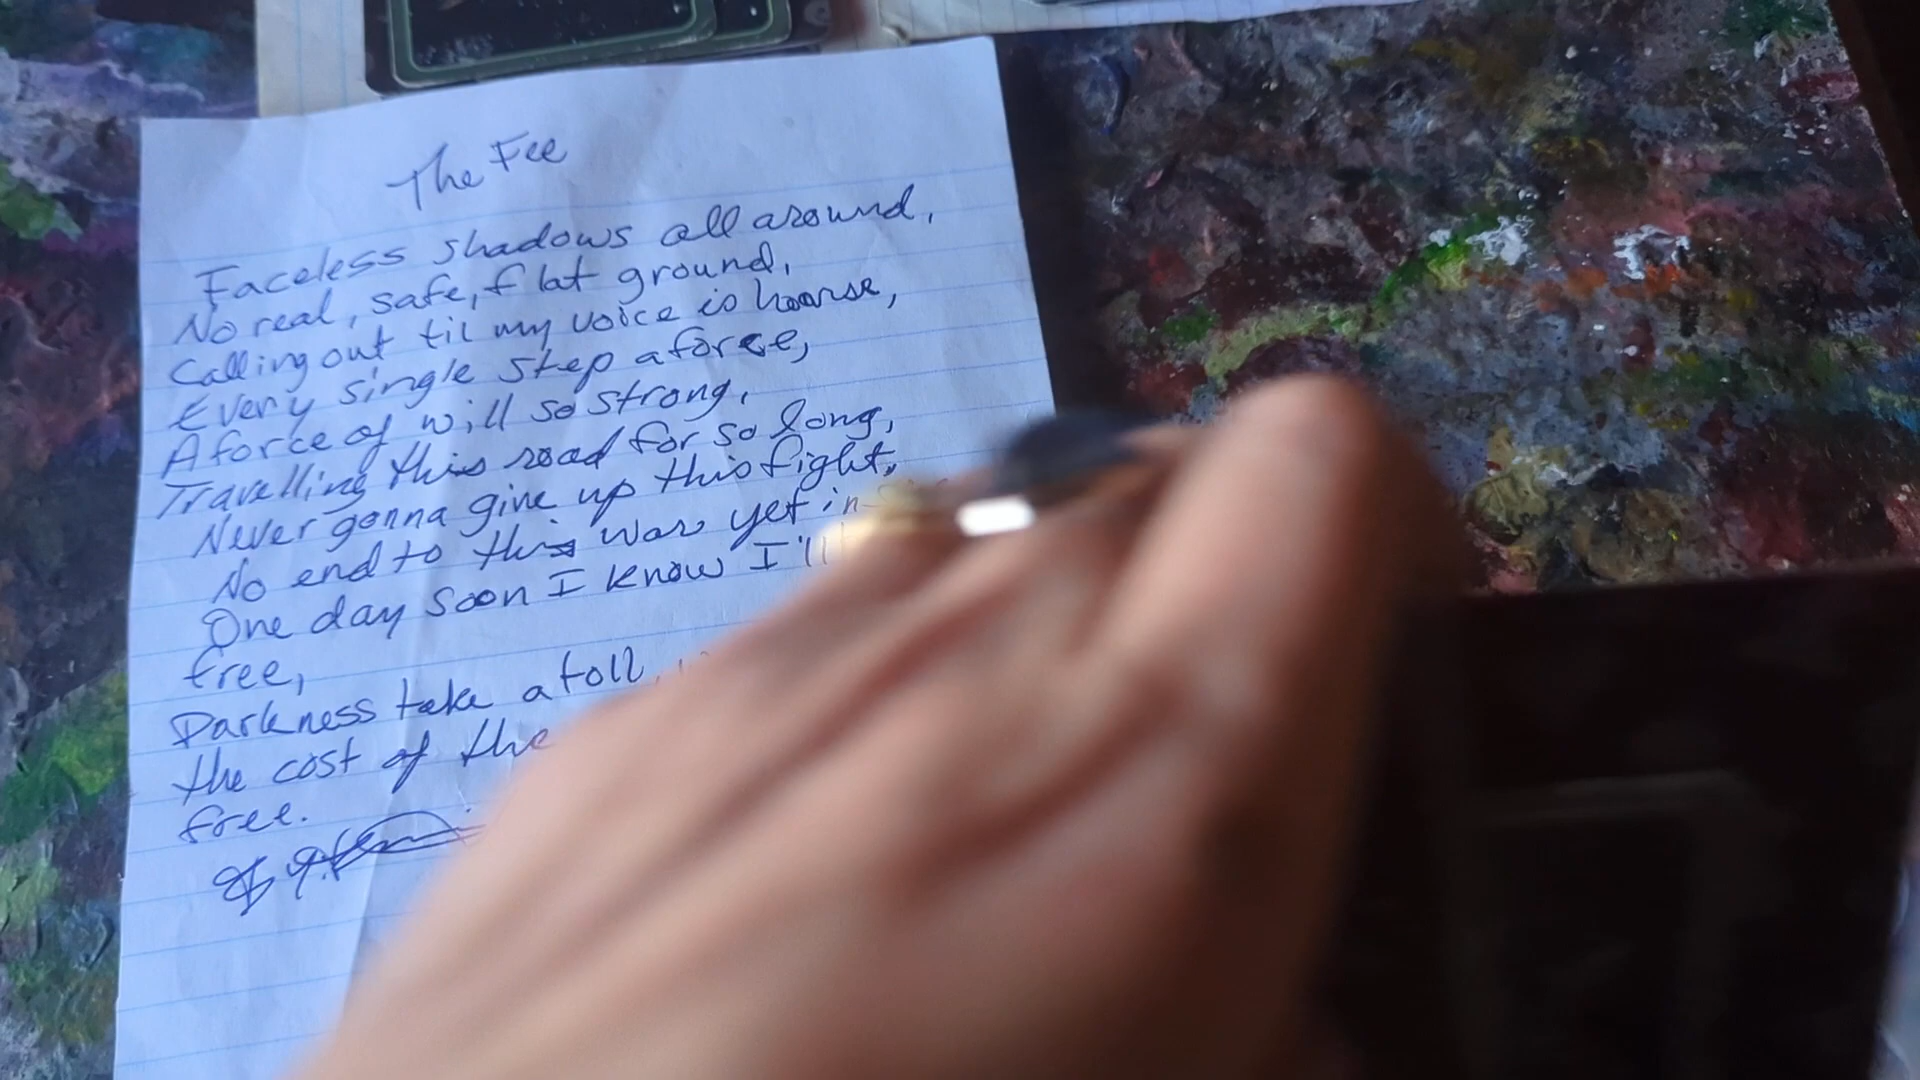 The Fee
Faceless shadows all around,
No real, safe, flat ground,
Calling out til my voice is hoarse,
Every single step a force,
A force of will so strong,
Travelling this road for so long,
Never gonna give up this fight,
No end to this war yet in
One day soon I know I'll
free,
Darkness take a toll,
the cost of the
free.